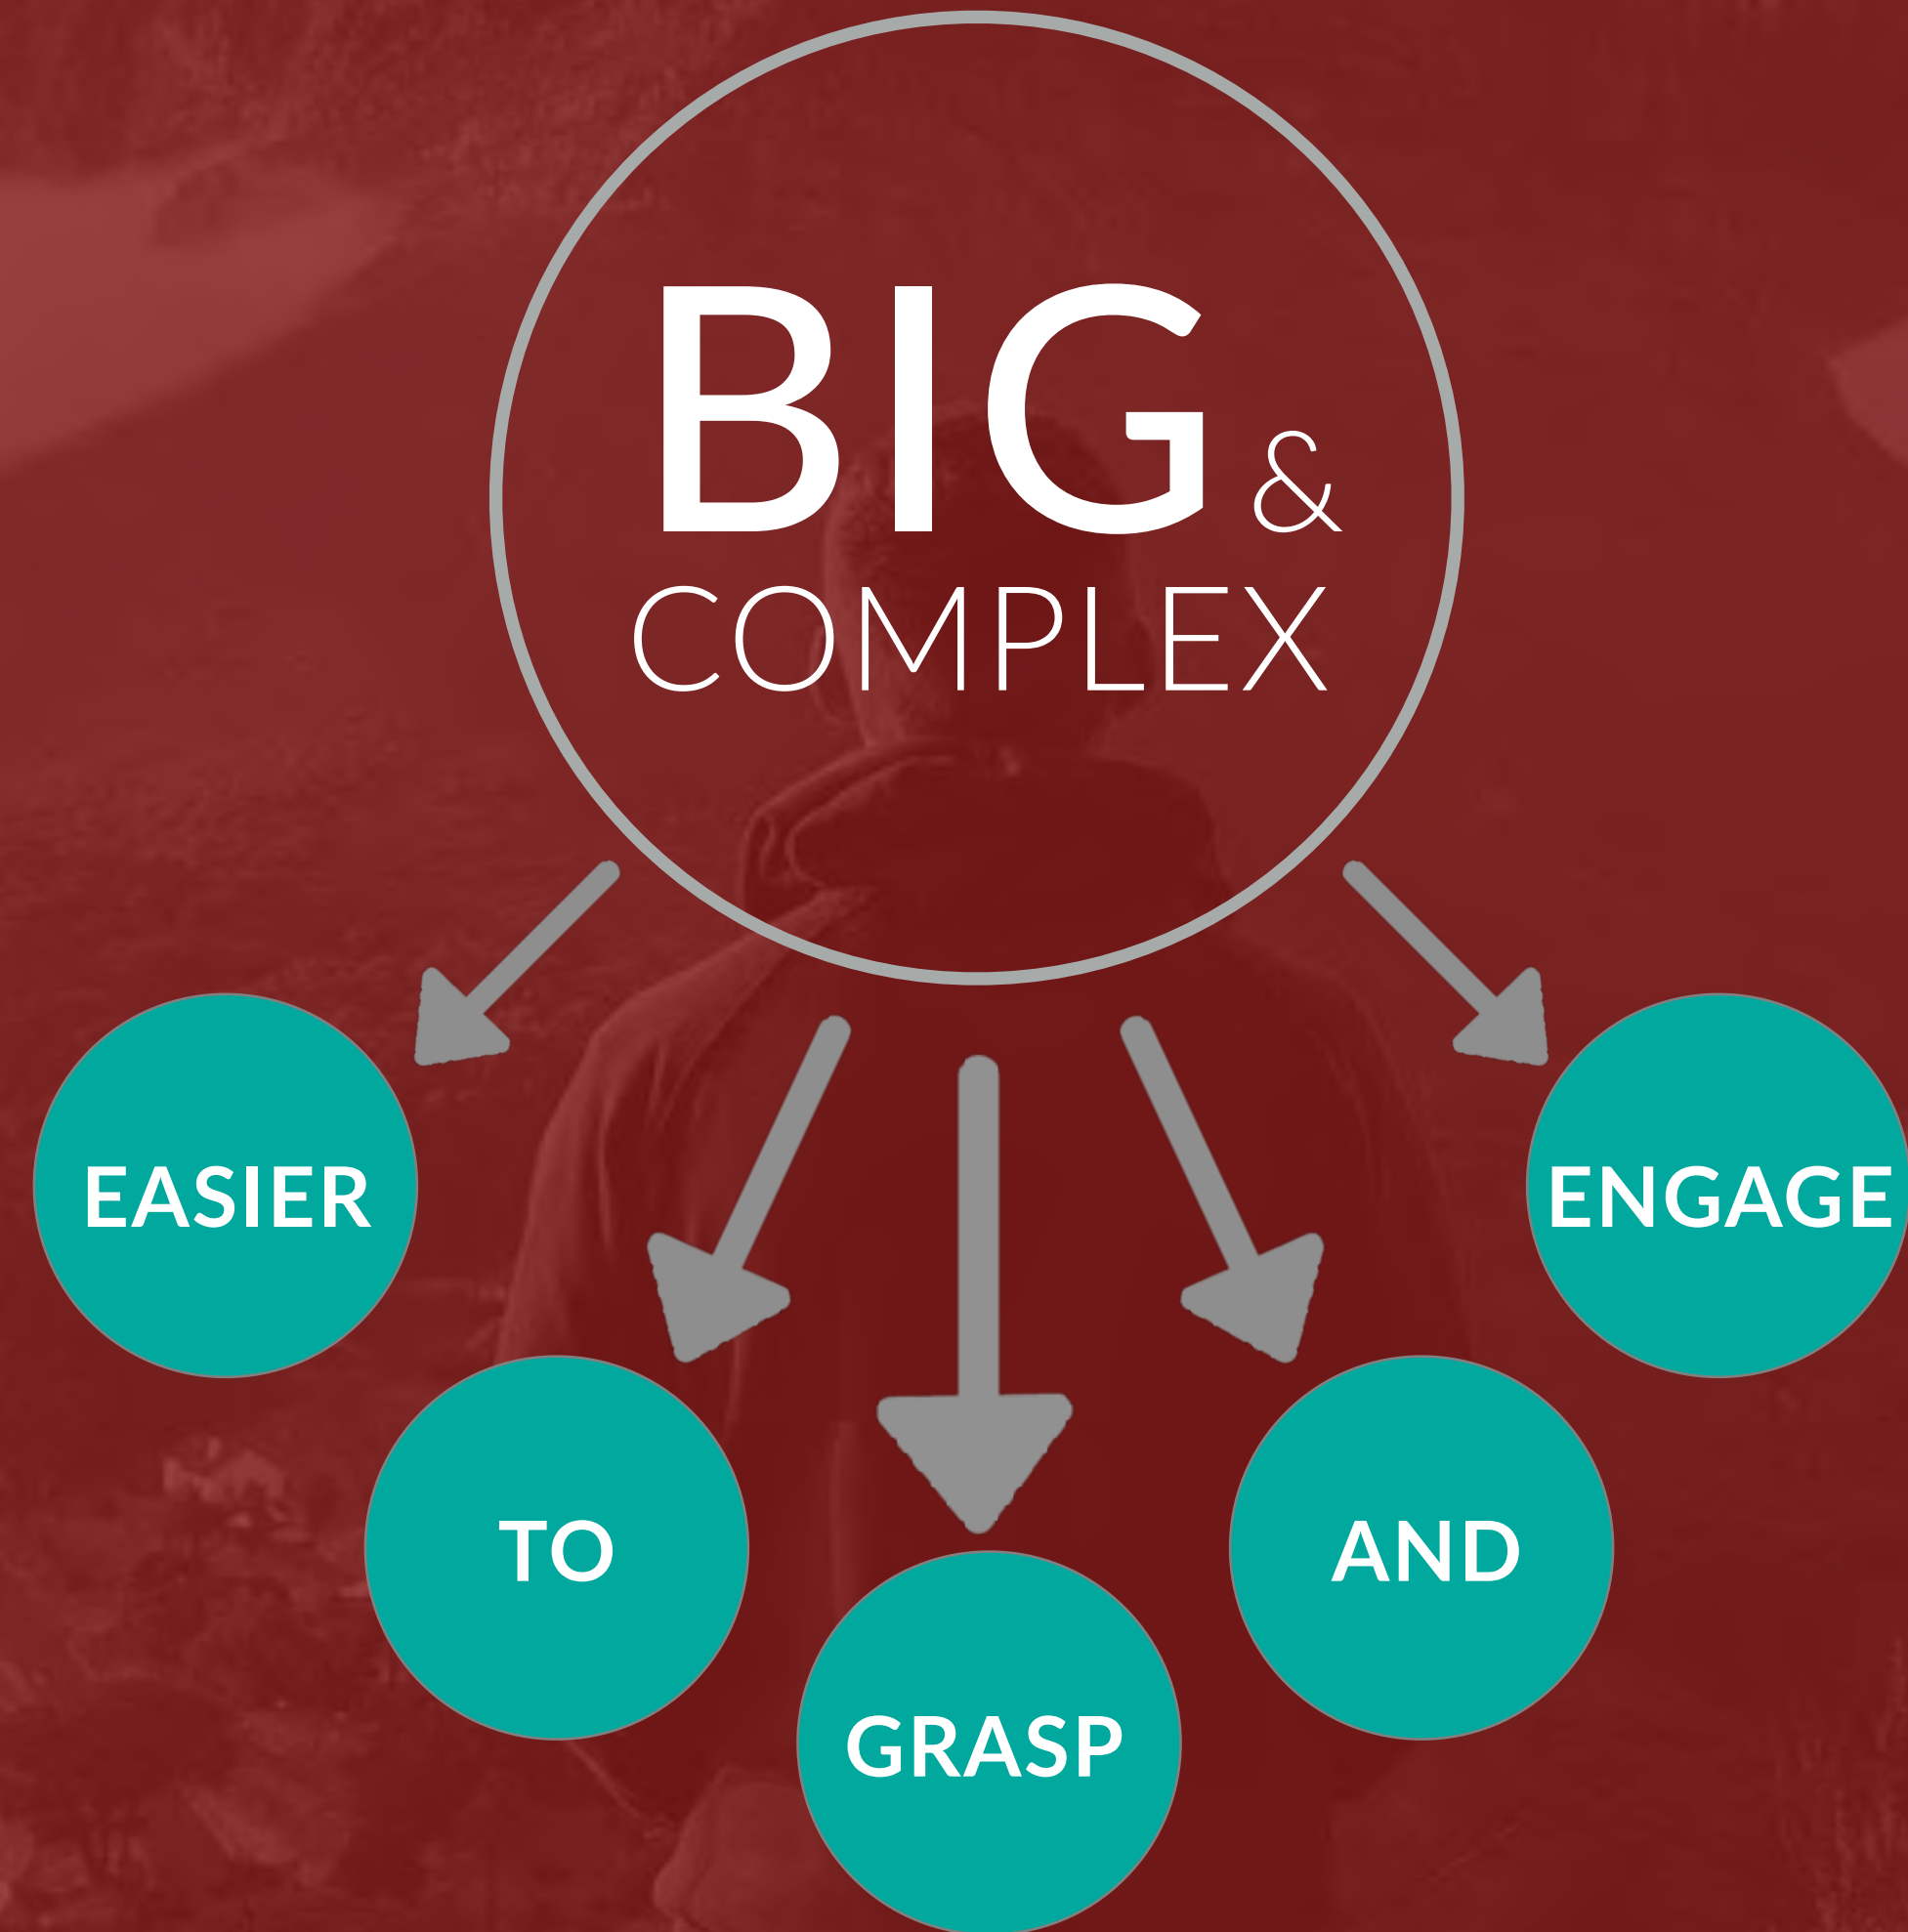 BIG &
COMPLEX
EASIER
TO
GRASP
AND
ENGAGE